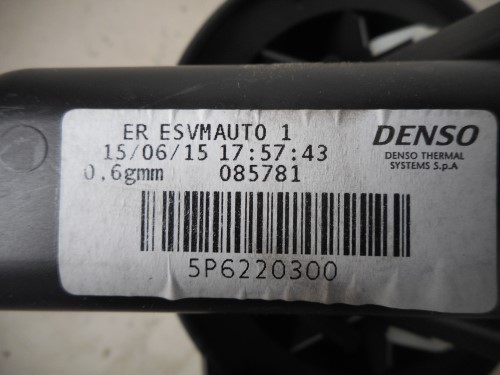 ER ESVMAUTO 1
15/06/15 17:57:43
0.6gmm 085781
DENSO
DENSO THERMAL
SYSTEMS S.p.A
5P6220300